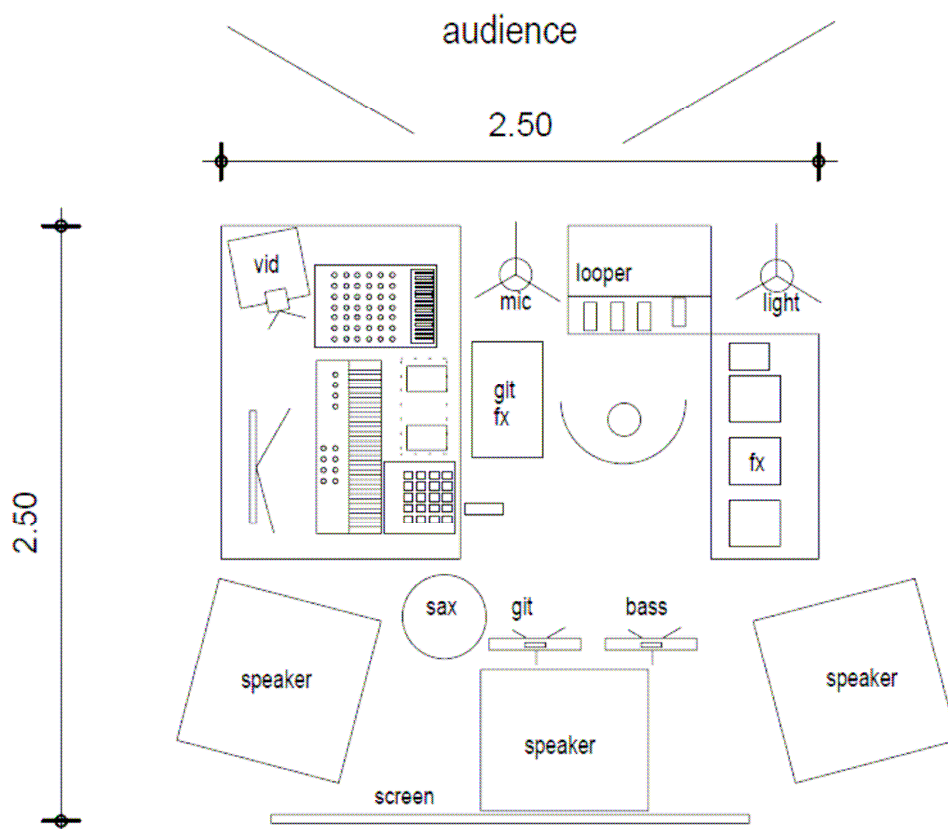 audience
2.50
vid
mic
looper
light
git
fx
fx
2.50
sax
git
bass
speaker
speaker
speaker
screen